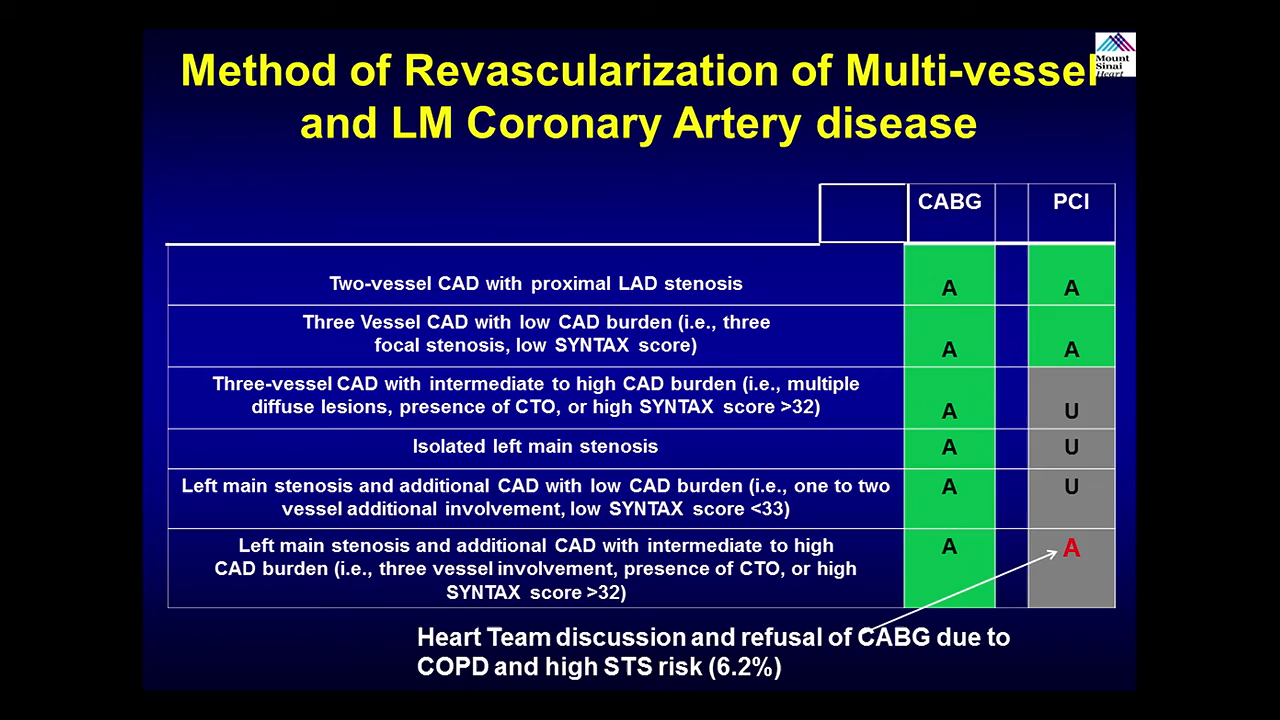 Method of Revascularization of Multi-vessel
and LM Coronary Artery disease
Mount
Sinai
Heart
CABG PCI
Two-vessel CAD with proximal LAD stenosis A A
Three Vessel CAD with low CAD burden (i.e., three
focal stenosis, low SYNTAX score) A A
Three-vessel CAD with intermediate to high CAD burden (i.e., multiple
diffuse lesions, presence of CTO, or high SYNTAX score >32) A U
Isolated left main stenosis A U
Left main stenosis and additional CAD with low CAD burden (i.e., one to two A U
vessel additional involvement, low SYNTAX score <33)
Left main stenosis and additional CAD with intermediate to high A A
CAD burden (i.e., three vessel involvement, presence of CTO, or high
SYNTAX score >32)
Heart Team discussion and refusal of CABG due to
COPD and high STS risk (6.2%)